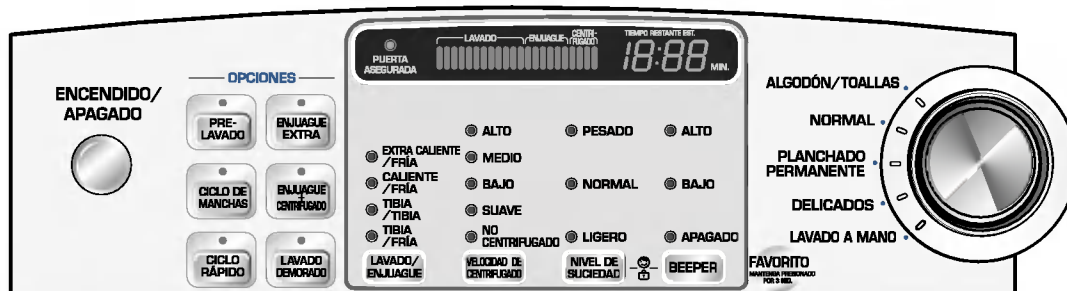 ENCENDIDO/
APAGADO
OPCIONES
PRE-
LAVADO
ENJUAGUE
EXTRA
CICLO DE
MANCHAS
ENJUAGUE
+
CENTRIFUGADO
CICLO
RÁPIDO
LAVADO
DEMORADO
PUERTA
ASEGURADA
LAVADO
ENJUAGUE
CENTRI-
FUGADO
TIEMPO RESTANTE EST.
18:88 MIN.
EXTRA CALIENTE
/FRÍA
CALIENTE
/FRÍA
TIBIA
/TIBIA
TIBIA
/FRÍA
LAVADO/
ENJUAGUE
ALTO
MEDIO
BAJO
SUAVE
NO
CENTRIFUGADO
VELOCIDAD DE
CENTRIFUGADO
PESADO
NORMAL
LIGERO
NIVEL DE
SUCIEDAD
ALTO
BAJO
APAGADO
BEEPER
FAVORITO
MANTENGA PRESIONADO
ALGODÓN/TOALLAS
NORMAL
PLANCHADO
PERMANENTE
DELICADOS
LAVADO A MANO